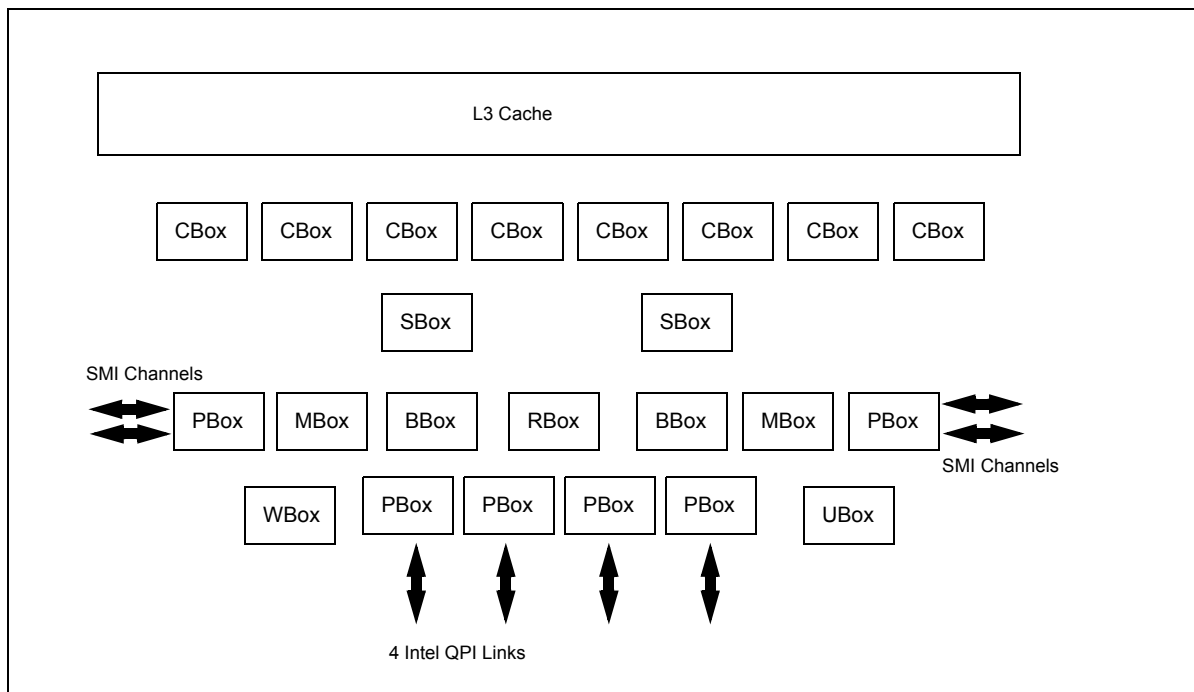 L3 Cache
CBox CBox CBox CBox CBox CBox CBox CBox
SBox SBox
SMI Channels
PBox MBox BBox RBox BBox MBox PBox
SMI Channels
WBox PBox PBox PBox PBox UBox
4 Intel QPI Links